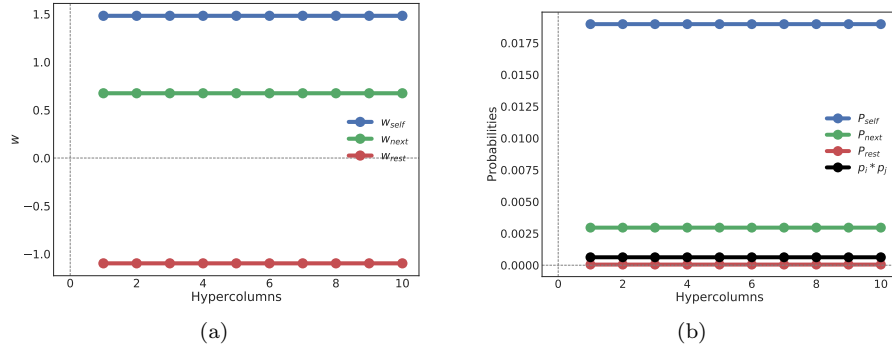 1.5
1.0
0.5
0.0
−0.5
−1.0
w
w_self
w_next
w_rest
0 2 4 6 8 10
Hypercolumns
(a)
0.0175
0.0150
0.0125
0.0100
0.0075
0.0050
0.0025
0.0000
Probabilities
P_self
P_next
P_rest
p_i * p_j
0 2 4 6 8 10
Hypercolumns
(b)